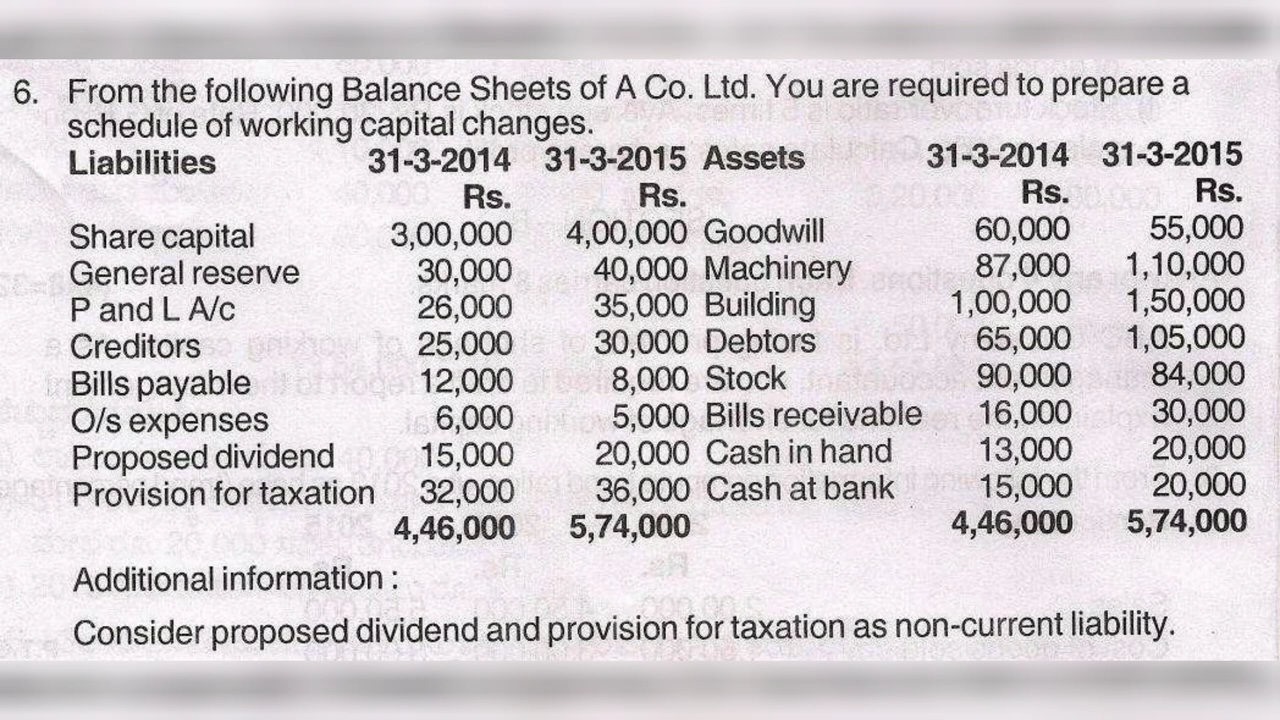 6. From the following Balance Sheets of A Co. Ltd. You are required to prepare a
schedule of working capital changes.
Liabilities 31-3-2014 31-3-2015 Assets 31-3-2014 31-3-2015
Rs. Rs. Rs. Rs.
Share capital 3,00,000 4,00,000 Goodwill 60,000 55,000
General reserve 30,000 40,000 Machinery 87,000 1,10,000
P and L A/c 26,000 35,000 Building 1,00,000 1,50,000
Creditors 25,000 30,000 Debtors 65,000 1,05,000
Bills payable 12,000 8,000 Stock 90,000 84,000
O/s expenses 6,000 5,000 Bills receivable 16,000 30,000
Proposed dividend 15,000 20,000 Cash in hand 13,000 20,000
Provision for taxation 32,000 36,000 Cash at bank 15,000 20,000
4,46,000 5,74,000 4,46,000 5,74,000
Additional information :
Consider proposed dividend and provision for taxation as non-current liability.